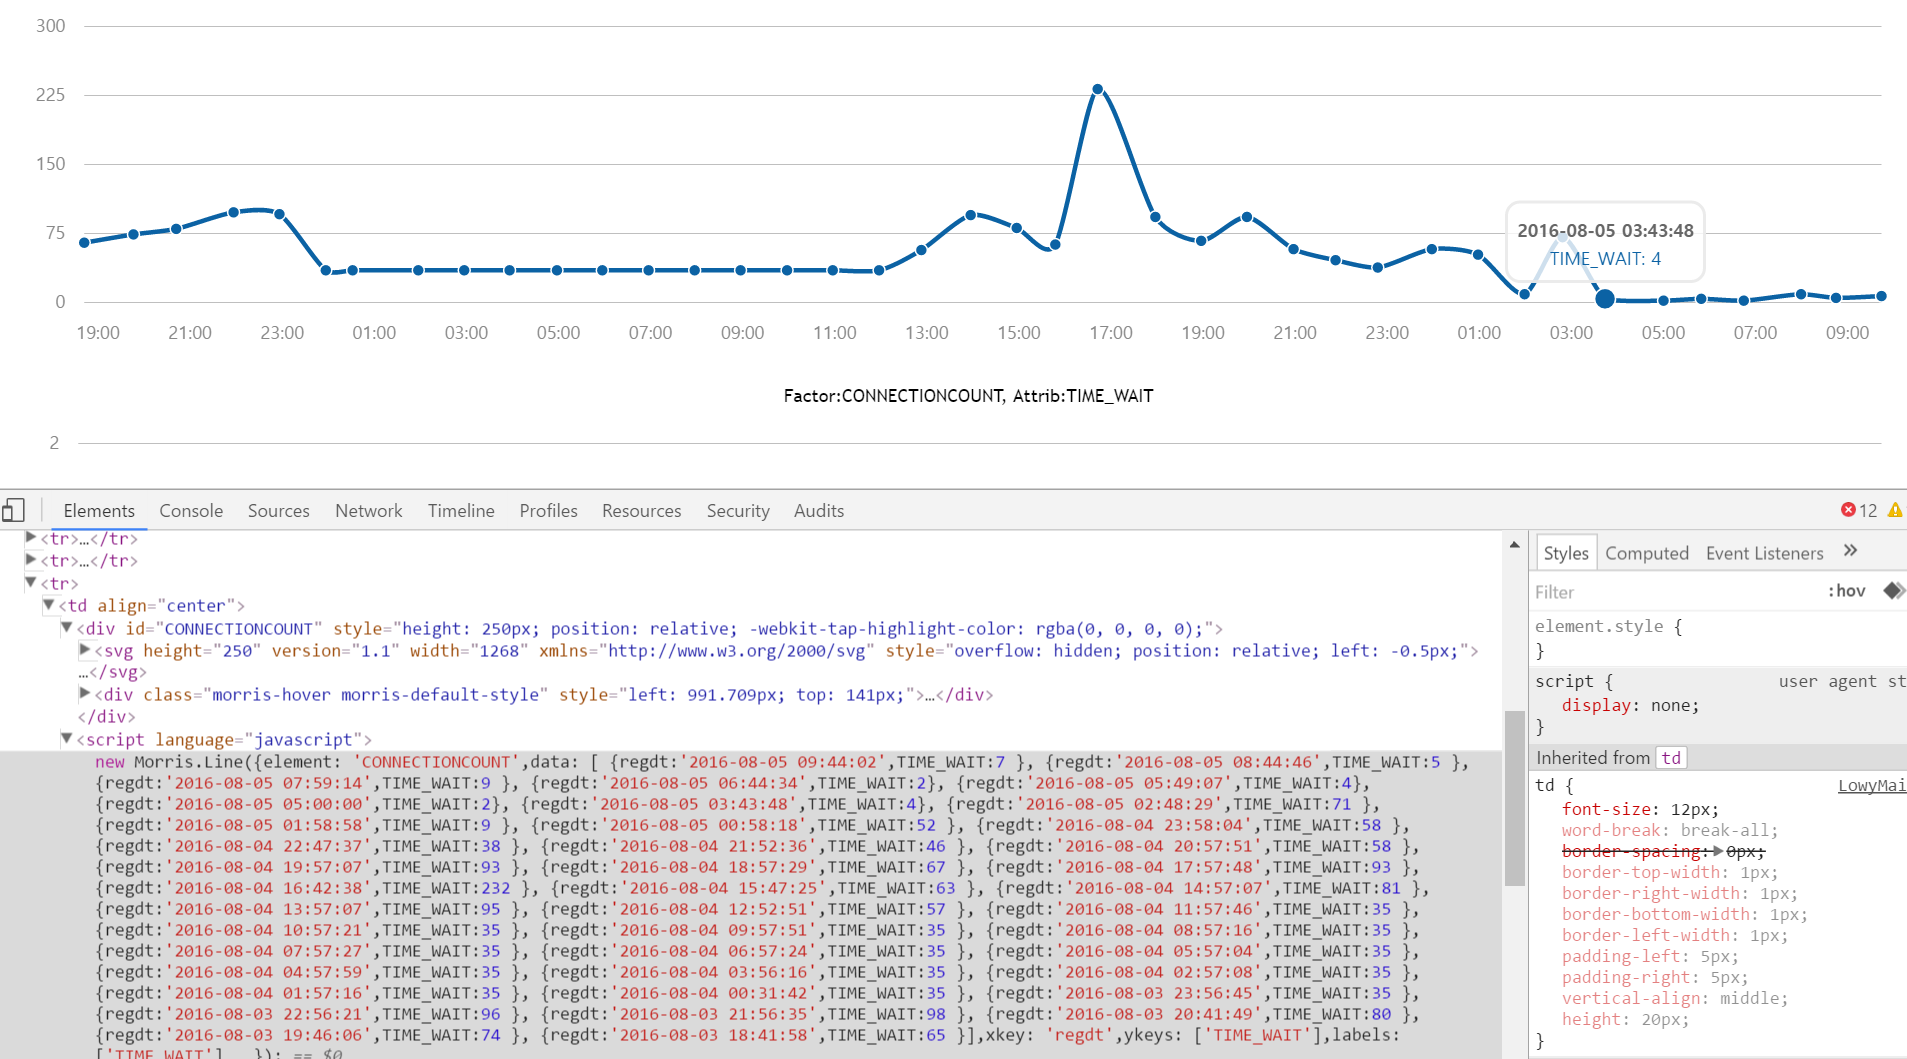 300
225
150
75
0
2016-08-05 03:43:48
TIME_WAIT: 4
19:00 21:00 23:00 01:00 03:00 05:00 07:00 09:00 11:00 13:00 15:00 17:00 19:00 21:00 23:00 01:00 03:00 05:00 07:00 09:00
Factor:CONNECTIONCOUNT, Attrib:TIME_WAIT
2
Elements Console Sources Network Timeline Profiles Resources Security Audits 12
<tr>…</tr>
<tr>…</tr>
<tr>
<td align="center">
<div id="CONNECTIONCOUNT" style="height: 250px; position: relative; -webkit-tap-highlight-color: rgba(0, 0, 0, 0);">
<svg height="250" version="1.1" width="1268" xmlns="http://www.w3.org/2000/svg" style="overflow: hidden; position: relative; left: -0.5px;">
…</svg>
<div class="morris-hover morris-default-style" style="left: 991.709px; top: 141px;">…</div>
</div>
<script language="javascript">
new Morris.Line({element: 'CONNECTIONCOUNT',data: [ {regdt:'2016-08-05 09:44:02',TIME_WAIT:7 }, {regdt:'2016-08-05 08:44:46',TIME_WAIT:5 },
{regdt:'2016-08-05 07:59:14',TIME_WAIT:9 }, {regdt:'2016-08-05 06:44:34',TIME_WAIT:2}, {regdt:'2016-08-05 05:49:07',TIME_WAIT:4},
{regdt:'2016-08-05 05:00:00',TIME_WAIT:2}, {regdt:'2016-08-05 03:43:48',TIME_WAIT:4}, {regdt:'2016-08-05 02:48:29',TIME_WAIT:71 },
{regdt:'2016-08-05 01:58:58',TIME_WAIT:9 }, {regdt:'2016-08-05 00:58:18',TIME_WAIT:52 }, {regdt:'2016-08-04 23:58:04',TIME_WAIT:58 },
{regdt:'2016-08-04 22:47:37',TIME_WAIT:38 }, {regdt:'2016-08-04 21:52:36',TIME_WAIT:46 }, {regdt:'2016-08-04 20:57:51',TIME_WAIT:58 },
{regdt:'2016-08-04 19:57:07',TIME_WAIT:93 }, {regdt:'2016-08-04 18:57:29',TIME_WAIT:67 }, {regdt:'2016-08-04 17:57:48',TIME_WAIT:93 },
{regdt:'2016-08-04 16:42:38',TIME_WAIT:232 }, {regdt:'2016-08-04 15:47:25',TIME_WAIT:63 }, {regdt:'2016-08-04 14:57:07',TIME_WAIT:81 },
{regdt:'2016-08-04 13:57:07',TIME_WAIT:95 }, {regdt:'2016-08-04 12:52:51',TIME_WAIT:57 }, {regdt:'2016-08-04 11:57:46',TIME_WAIT:35 },
{regdt:'2016-08-04 10:57:21',TIME_WAIT:35 }, {regdt:'2016-08-04 09:57:51',TIME_WAIT:35 }, {regdt:'2016-08-04 08:57:16',TIME_WAIT:35 },
{regdt:'2016-08-04 07:57:27',TIME_WAIT:35 }, {regdt:'2016-08-04 06:57:24',TIME_WAIT:35 }, {regdt:'2016-08-04 05:57:04',TIME_WAIT:35 },
{regdt:'2016-08-04 04:57:59',TIME_WAIT:35 }, {regdt:'2016-08-04 03:56:16',TIME_WAIT:35 }, {regdt:'2016-08-04 02:57:08',TIME_WAIT:35 },
{regdt:'2016-08-04 01:57:16',TIME_WAIT:35 }, {regdt:'2016-08-04 00:31:42',TIME_WAIT:35 }, {regdt:'2016-08-03 23:56:45',TIME_WAIT:35 },
{regdt:'2016-08-03 22:56:21',TIME_WAIT:96 }, {regdt:'2016-08-03 21:56:35',TIME_WAIT:98 }, {regdt:'2016-08-03 20:41:49',TIME_WAIT:80 },
{regdt:'2016-08-03 19:46:06',TIME_WAIT:74 }, {regdt:'2016-08-03 18:41:58',TIME_WAIT:65 }],xkey: 'regdt',ykeys: ['TIME_WAIT'],labels:
['TIME_WAIT'] }); == $0
Styles Computed Event Listeners »
Filter :hov
element.style {
}
script { user agent st
display: none;
}
Inherited from td
td { LowyMai
font-size: 12px;
word-break: break-all;
border-spacing: 0px;
border-top-width: 1px;
border-right-width: 1px;
border-bottom-width: 1px;
border-left-width: 1px;
padding-left: 5px;
padding-right: 5px;
vertical-align: middle;
height: 20px;
}